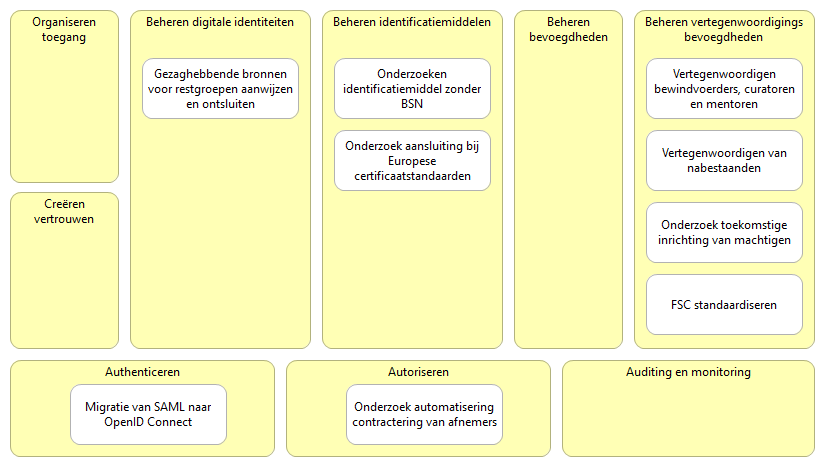 Organiseren
toegang
Beheren digitale identiteiten
Gezaghebbende bronnen
voor restgroepen aanwijzen
en ontsluiten
Beheren identificatiemiddelen
Onderzoeken
identificatiemiddel zonder
BSN
Onderzoek aansluiting bij
Europese
certificaatstandaarden
Beheren
bevoegdheden
Beheren vertegenwoordigings
bevoegdheden
Vertegenwoordigen
bewindvoerders, curatoren
en mentoren
Vertegenwoordigen van
nabestaanden
Onderzoek toekomstige
inrichting van machtigen
FSC standaardiseren
Creëren
vertrouwen
Authenticeren
Migratie van SAML naar
OpenID Connect
Autoriseren
Onderzoek automatisering
contractering van afnemers
Auditing en monitoring